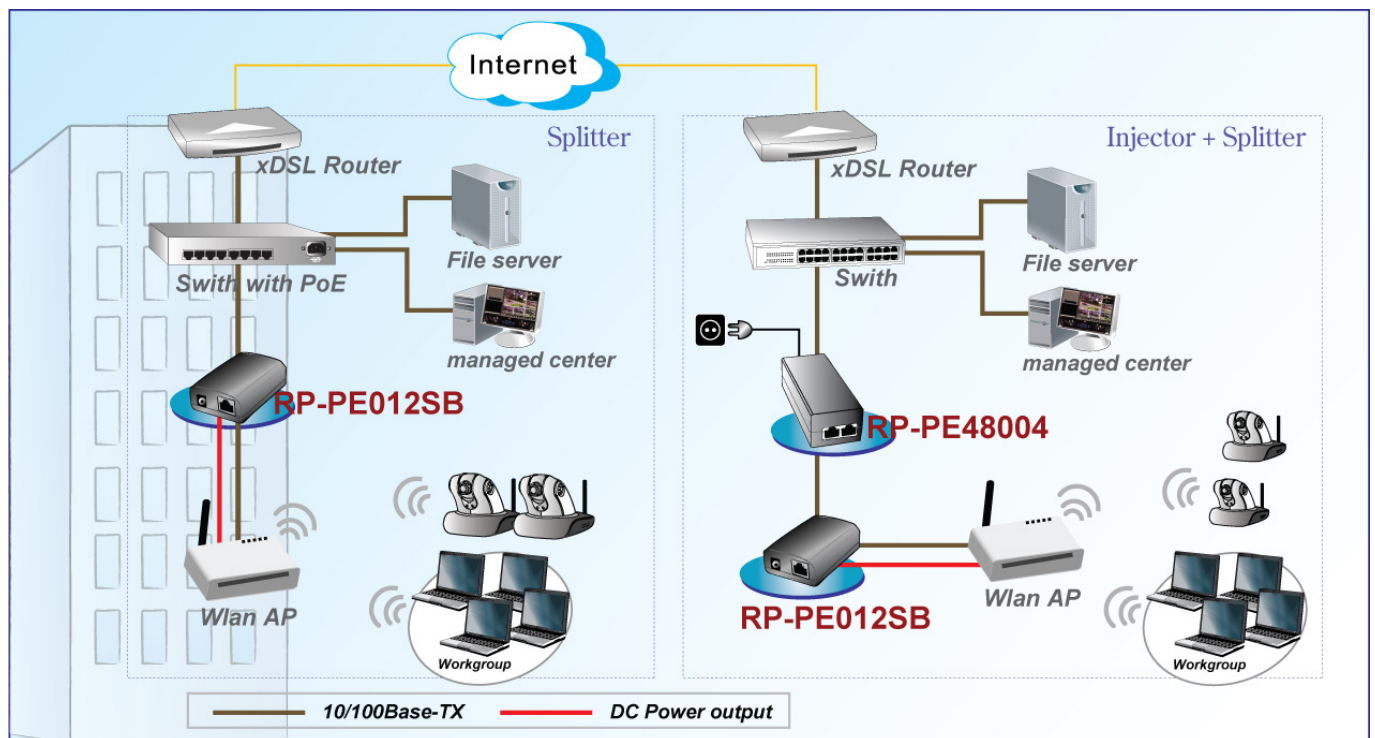 Internet
Splitter
xDSL Router
File server
Swith with PoE
managed center
RP-PE012SB
Wlan AP
Workgroup
Injector + Splitter
xDSL Router
File server
Swith
managed center
RP-PE48004
RP-PE012SB
Wlan AP
Workgroup
10/100Base-TX
DC Power output